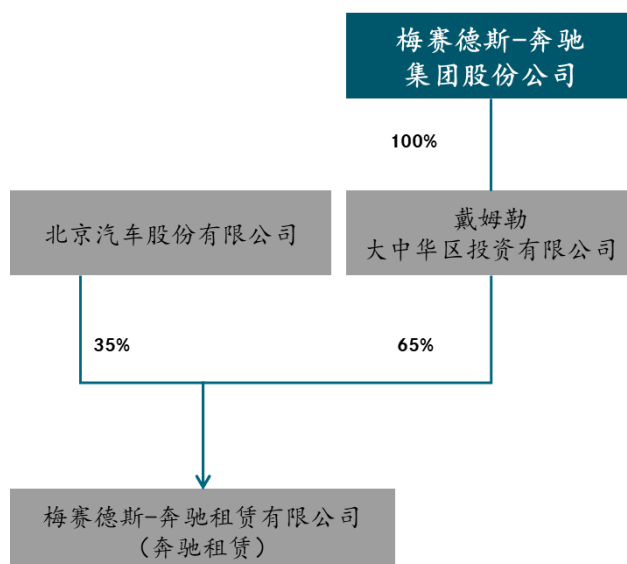 梅赛德斯-奔驰
集团股份公司
100%
北京汽车股份有限公司
戴姆勒
大中华区投资有限公司
35%
65%
梅赛德斯-奔驰租赁有限公司
(奔驰租赁)